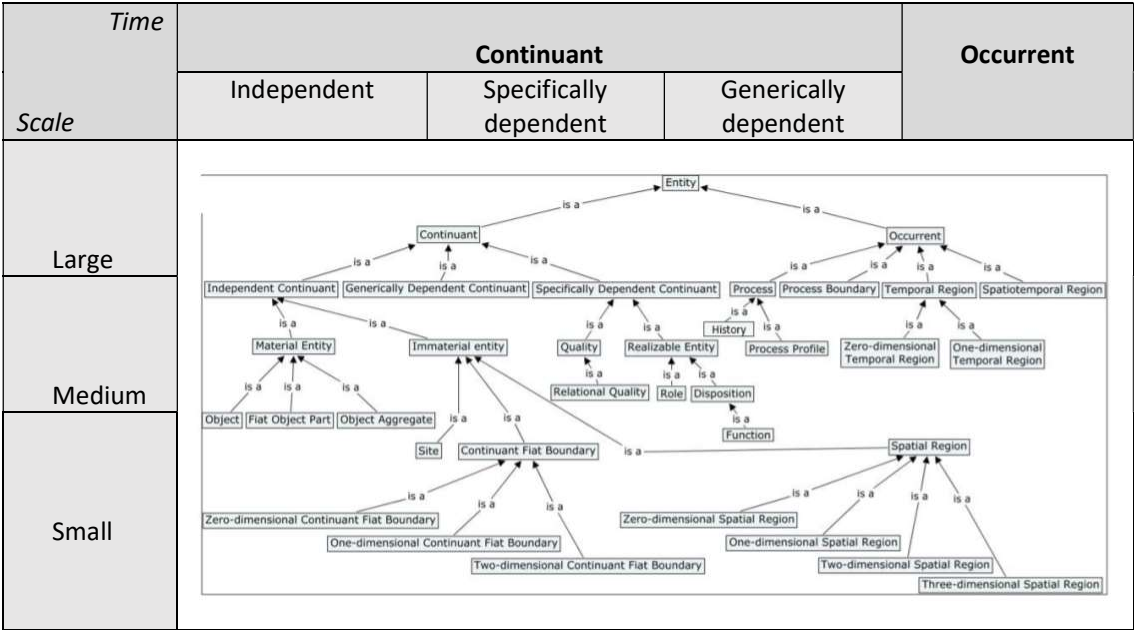 Time
Continuant
Occurrent
Scale
Independent
Specifically
dependent
Generically
dependent
Large
Medium
Small
Entity
is a
is a
Continuant
Occurrent
is a
is a
is a
is a
is a
is a
is a
Independent Continuant
Generically Dependent Continuant
Specifically Dependent Continuant
Process
Process Boundary
Temporal Region
Spatiotemporal Region
is a
is a
is a
is a
is a
is a
is a
is a
History
Material Entity
Immaterial entity
Quality
Realizable Entity
Process Profile
Zero-dimensional
Temporal Region
One-dimensional
Temporal Region
is a
is a
is a
is a
is a
is a
Relational Quality
Role
Disposition
Object
Fiat Object Part
Object Aggregate
is a
is a
is a
Function
Site
Continuant Fiat Boundary
is a
Spatial Region
is a
is a
is a
is a
is a
is a
is a
Zero-dimensional Continuant Fiat Boundary
Zero-dimensional Spatial Region
One-dimensional Continuant Fiat Boundary
One-dimensional Spatial Region
Two-dimensional Continuant Fiat Boundary
Two-dimensional Spatial Region
Three-dimensional Spatial Region